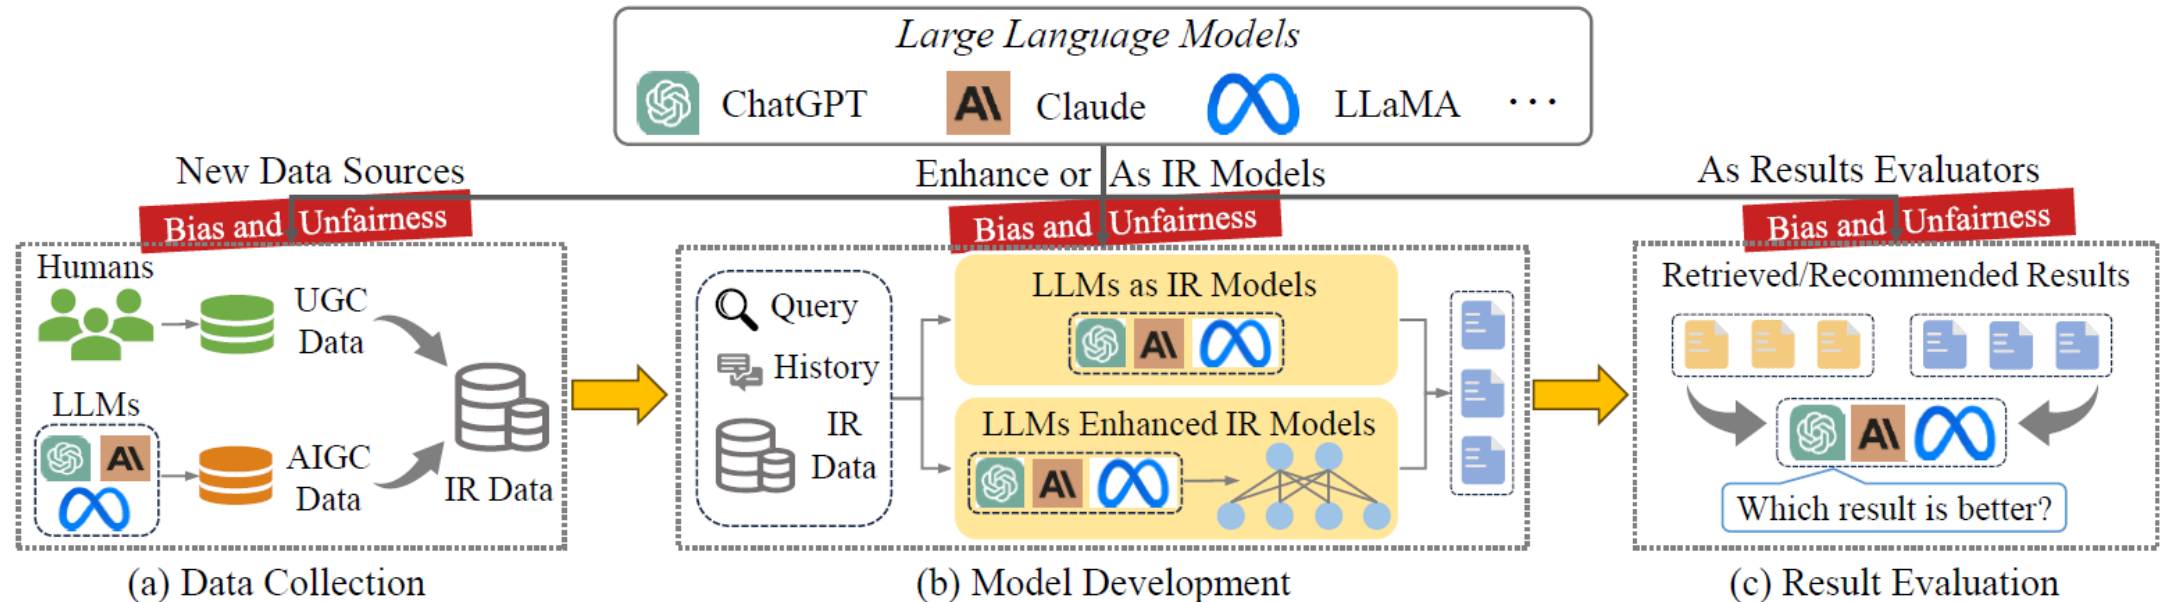 Large Language Models
ChatGPT
Claude
LLaMA
...
New Data Sources
Enhance or As IR Models
As Results Evaluators
Bias and Unfairness
Bias and Unfairness
Bias and Unfairness
Humans
UGC
Data
LLMs
AIGC
Data
IR Data
(a) Data Collection
Query
History
IR
Data
LLMs as IR Models
LLMs Enhanced IR Models
(b) Model Development
Retrieved/Recommended Results
Which result is better?
(c) Result Evaluation